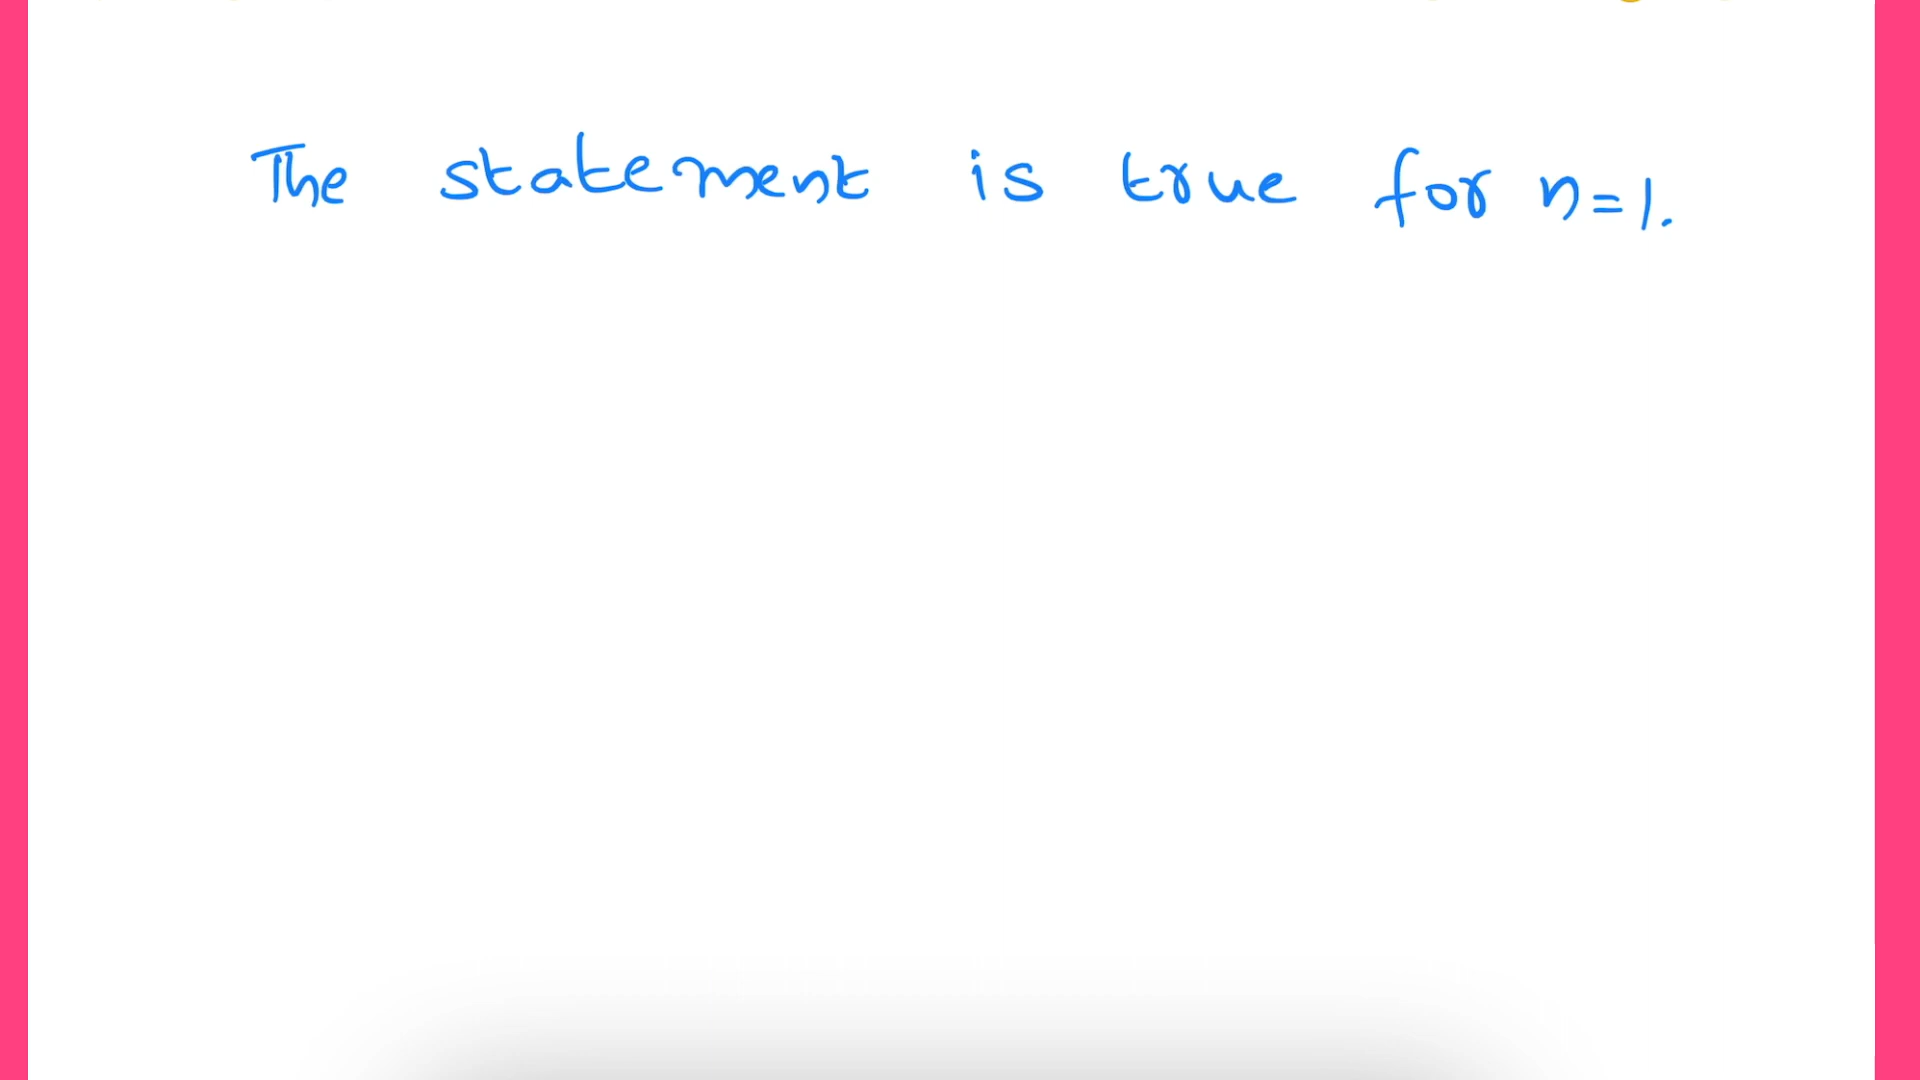 The statement is true for n=1.